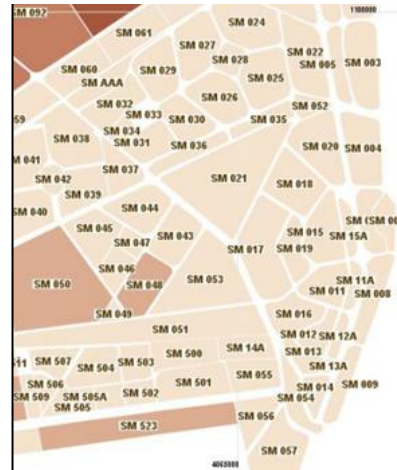 SM 092
1100000
SM 024
SM 061
SM 027
SM 022
SM 028
SM 005
SM 003
SM 060
SM 029
SM 025
SM AAA
SM 026
SM 032
SM 052
SM 033
59
SM 030
SM 035
SM 034
SM 038
SM 031
SM 036
SM 020
SM 004
041
SM 037
SM 042
SM 021
SM 018
SM 039
SM 040
SM 044
SM 045
SM 043
SM 015
SM 15A
SM 047
SM 017
SM 019
SM 046
SM 050
SM 048
SM 053
SM 11A
SM 011
SM 008
SM 049
SM 016
SM 051
SM 012
SM 12A
SM 14A
SM 500
SM 013
SM 507
SM 503
SM 504
SM 13A
SM 055
SM 506
SM 501
SM 014
SM 009
SM 509
SM 505A
SM 502
SM 054
SM 505
SM 056
SM 523
SM 057
4060000